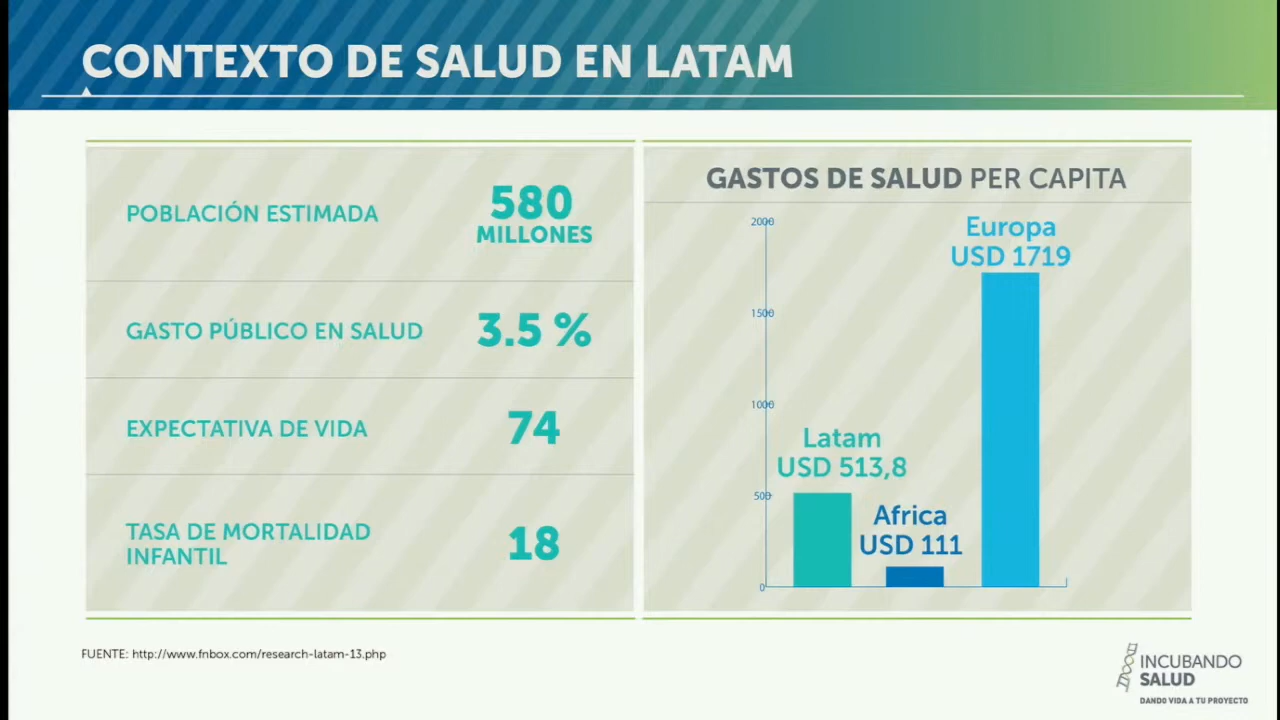 CONTEXTO DE SALUD EN LATAM
POBLACIÓN ESTIMADA
580
MILLONES
GASTO PÚBLICO EN SALUD
3.5 %
EXPECTATIVA DE VIDA
74
TASA DE MORTALIDAD
INFANTIL
18
GASTOS DE SALUD PER CAPITA
2000
1500
1000
500
0
Latam
USD 513,8
Africa
USD 111
Europa
USD 1719
FUENTE: http://www.fnbox.com/research-latam-13.php
INCUBANDO
SALUD
DANDO VIDA A TU PROYECTO